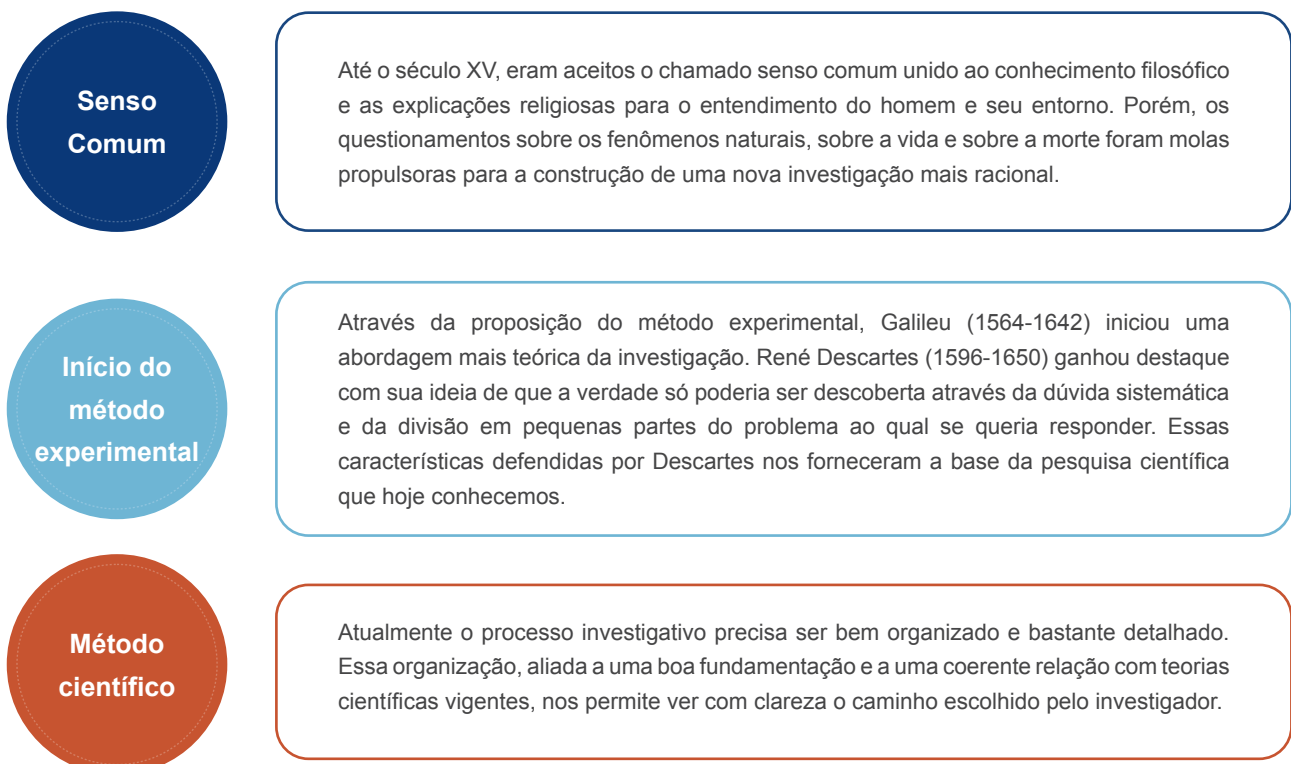 Senso
Comum
Até o século XV, eram aceitos o chamado senso comum unido ao conhecimento filosófico
e as explicações religiosas para o entendimento do homem e seu entorno. Porém, os
questionamentos sobre os fenômenos naturais, sobre a vida e sobre a morte foram molas
propulsoras para a construção de uma nova investigação mais racional.
Início do
método
experimental
Através da proposição do método experimental, Galileu (1564-1642) iniciou uma
abordagem mais teórica da investigação. René Descartes (1596-1650) ganhou destaque
com sua ideia de que a verdade só poderia ser descoberta através da dúvida sistemática
e da divisão em pequenas partes do problema ao qual se queria responder. Essas
características defendidas por Descartes nos forneceram a base da pesquisa científica
que hoje conhecemos.
Método
científico
Atualmente o processo investigativo precisa ser bem organizado e bastante detalhado.
Essa organização, aliada a uma boa fundamentação e a uma coerente relação com teorias
científicas vigentes, nos permite ver com clareza o caminho escolhido pelo investigador.